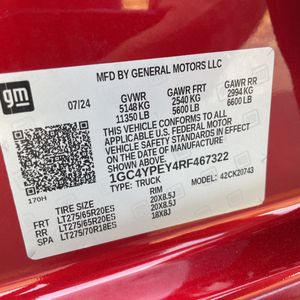 gm
MFD BY GENERAL MOTORS LLC
07/24 GVWR GAWR FRT GAWR RR
5148 KG 2540 KG 2994 KG
11350 LB 5600 LB 6600 LB
THIS VEHICLE CONFORMS TO ALL APPLICABLE
U.S. FEDERAL MOTOR VEHICLE SAFETY STANDARDS
IN EFFECT ON THE DATE OF
MANUFACTURE SHOWN ABOVE.
1GC4YPEY4RF467322
170H TYPE: TRUCK MODEL: 42CK20743
TIRE SIZE RIM
FRT LT275/65R20ES 20X8.5J
RR LT275/65R20ES 20X8.5J
SPA LT275/70R18ES 18X8J